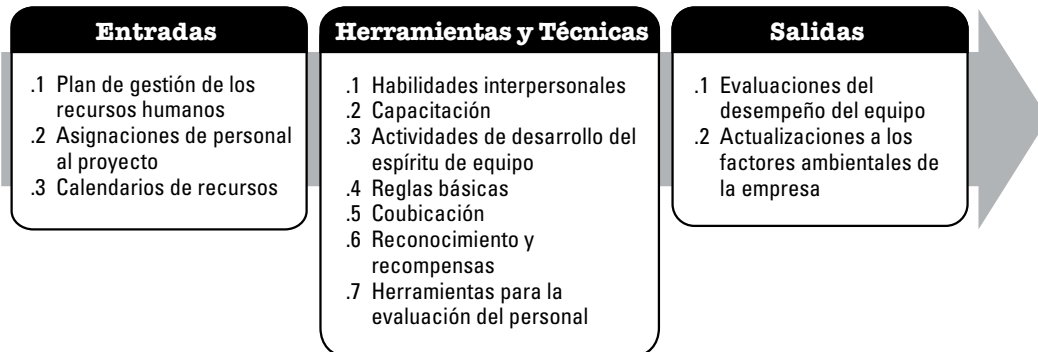 Entradas
.1 Plan de gestión de los
recursos humanos
.2 Asignaciones de personal
al proyecto
.3 Calendarios de recursos
Herramientas y Técnicas
.1 Habilidades interpersonales
.2 Capacitación
.3 Actividades de desarrollo del
espíritu de equipo
.4 Reglas básicas
.5 Coubicación
.6 Reconocimiento y
recompensas
.7 Herramientas para la
evaluación del personal
Salidas
.1 Evaluaciones del
desempeño del equipo
.2 Actualizaciones a los
factores ambientales de
la empresa